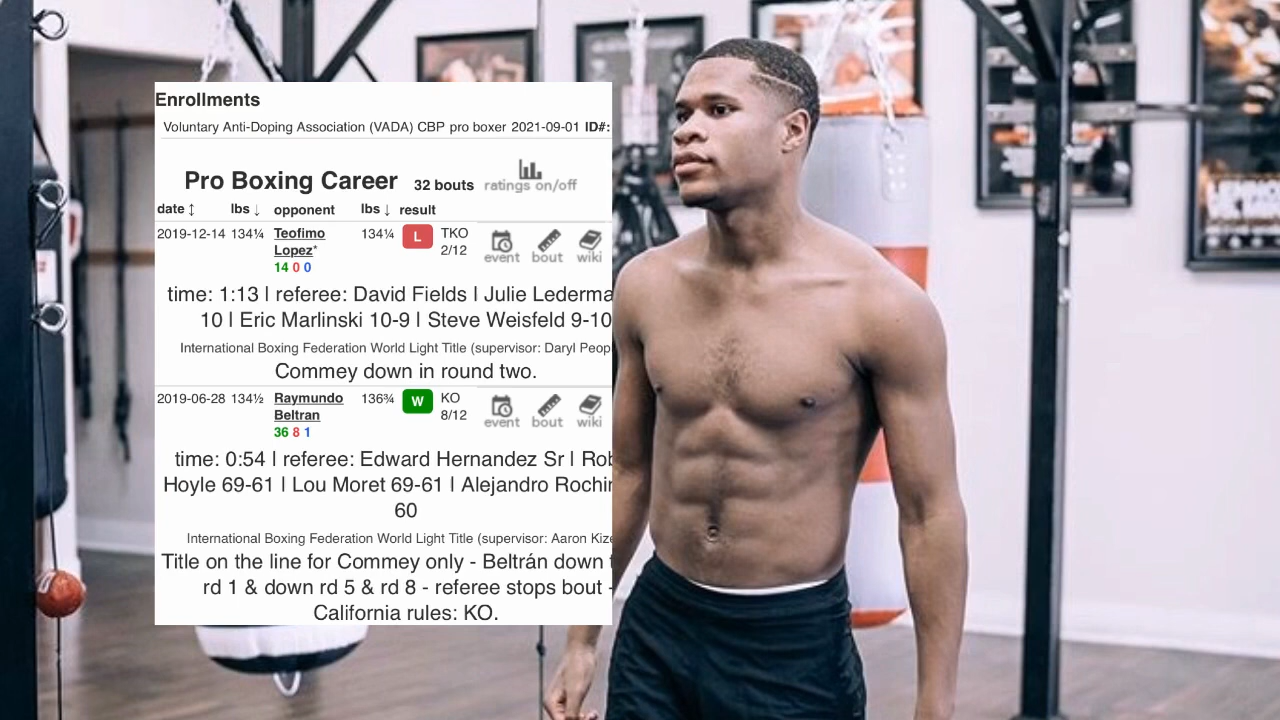 Enrollments
Voluntary Anti-Doping Association (VADA) CBP pro boxer 2021-09-01 ID#:
Pro Boxing Career 32 bouts ratings on/off
date ↕ lbs ↓ opponent lbs ↓ result
2019-12-14 134¼ Teofimo 134¼ L TKO
Lopez* 2/12
14 0 0 event bout wiki
time: 1:13 | referee: David Fields | Julie Lederma
10 | Eric Marlinski 10-9 | Steve Weisfeld 9-10
International Boxing Federation World Light Title (supervisor: Daryl Peop
Commey down in round two.
2019-06-28 134½ Raymundo 136¾ W KO
Beltran 8/12
36 8 1 event bout wiki
time: 0:54 | referee: Edward Hernandez Sr | Rob
Hoyle 69-61 | Lou Moret 69-61 | Alejandro Rochin
60
International Boxing Federation World Light Title (supervisor: Aaron Kize
Title on the line for Commey only - Beltrán down t
rd 1 & down rd 5 & rd 8 - referee stops bout -
California rules: KO.